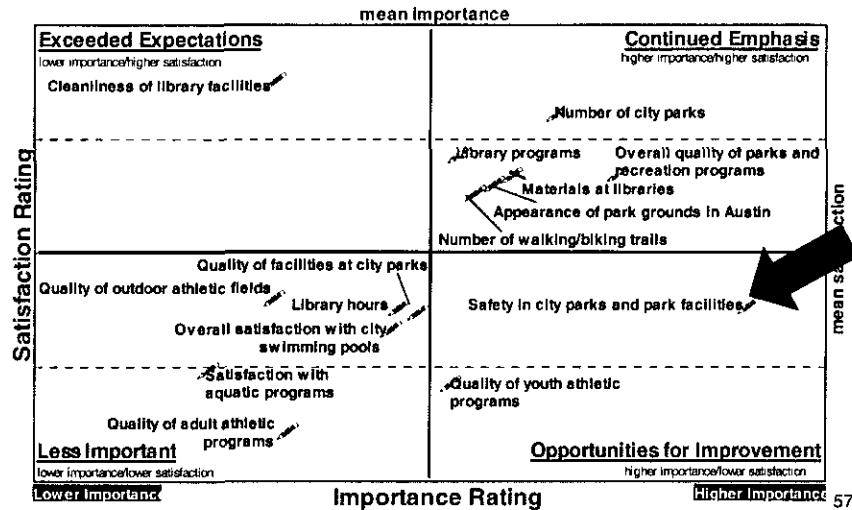 mean importance
Exceeded Expectations
lower importance/higher satisfaction
Continued Emphasis
higher importance/higher satisfaction
Cleanliness of library facilities
Number of city parks
Library programs
Overall quality of parks and
recreation programs
Materials at libraries
Appearance of park grounds in Austin
Number of walking/biking trails
Satisfaction Rating
mean
Quality of facilities at city parks
Quality of outdoor athletic fields
Library hours
Overall satisfaction with city
swimming pools
Safety in city parks and park facilities
Satisfaction with
aquatic programs
Quality of youth athletic
programs
Quality of adult athletic
programs
Less Important
lower importance/lower satisfaction
Opportunities for Improvement
higher importance/lower satisfaction
Lower Importance
Importance Rating
Higher Importance
57